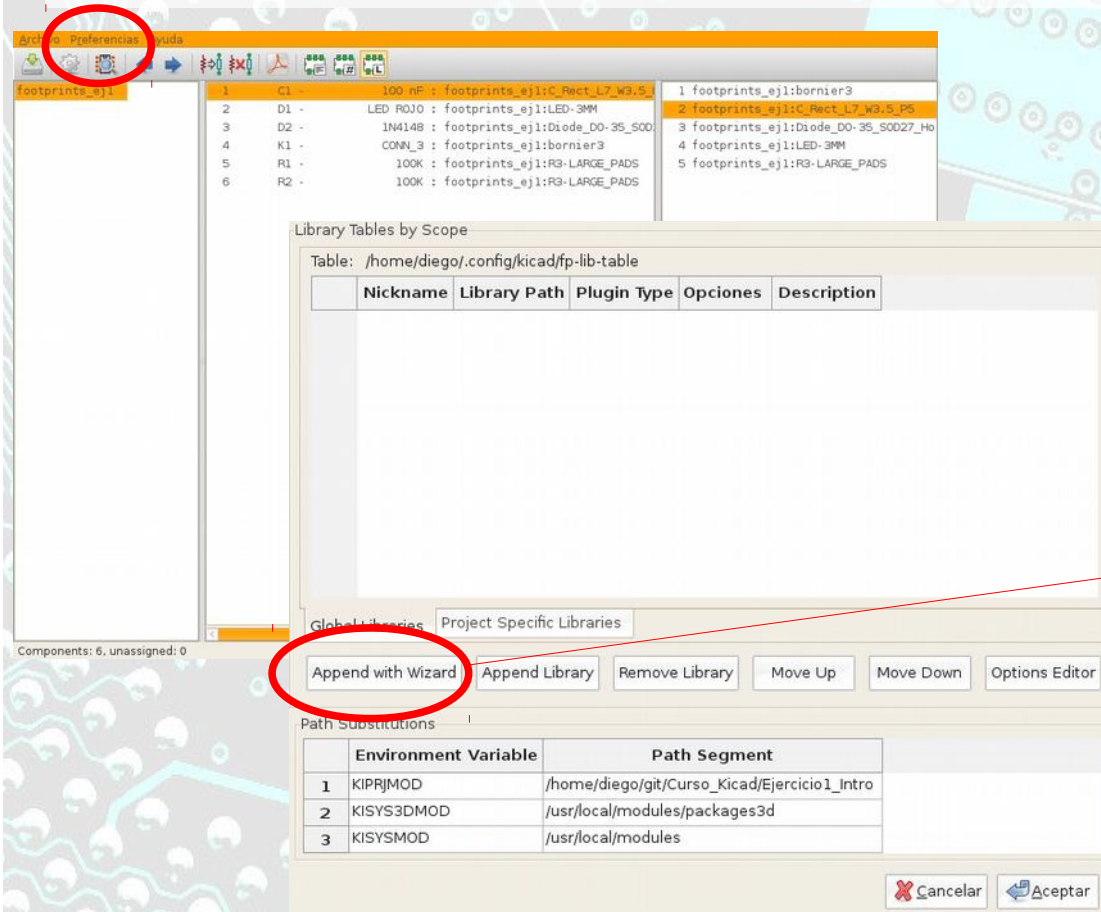 Archivo Preferencias Ayuda
footprints_ej1
1 C1 - 100 nF : footprints_ej1:C_Rect_L7_W3.5_
2 D1 - LED ROJO : footprints_ej1:LED-3MM
3 D2 - 1N4148 : footprints_ej1:Diode_DO-35_SOD
4 K1 - CONN_3 : footprints_ej1:bornier3
5 R1 - 100K : footprints_ej1:R3-LARGE_PADS
6 R2 - 100K : footprints_ej1:R3-LARGE_PADS
1 footprints_ej1:bornier3
2 footprints_ej1:C_Rect_L7_W3.5_P5
3 footprints_ej1:Diode_DO-35_SOD27_Ho
4 footprints_ej1:LED-3MM
5 footprints_ej1:R3-LARGE_PADS
Components: 6, unassigned: 0
Library Tables by Scope
Table: /home/diego/.config/kicad/fp-lib-table
Nickname Library Path Plugin Type Opciones Description
Global Libraries Project Specific Libraries
Append with Wizard Append Library Remove Library Move Up Move Down Options Editor
Path Substitutions
Environment Variable Path Segment
1 KIPRJMOD /home/diego/git/Curso_Kicad/Ejercicio1_Intro
2 KISYS3DMOD /usr/local/modules/packages3d
3 KISYSMOD /usr/local/modules
Cancelar Aceptar